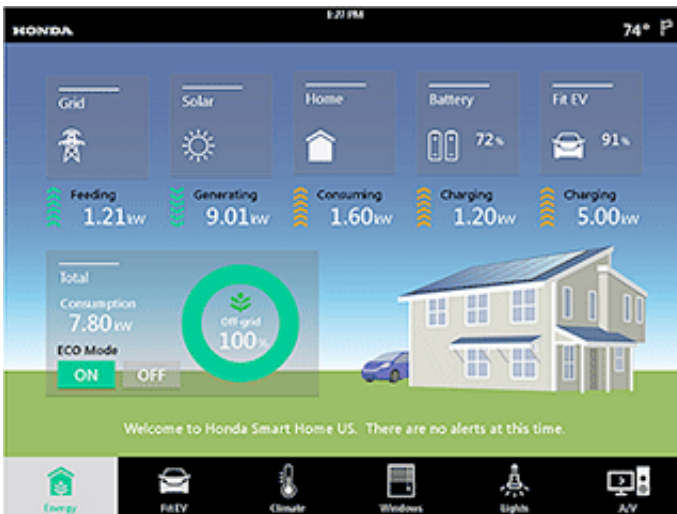 1:27 PM
HONDA
74°
Grid
Solar
Home
Battery
Fit EV
72%
91%
Feeding
Generating
Consuming
Charging
Charging
1.21kw
9.01kw
1.60kw
1.20kw
5.00kw
Total
Consumption
7.80kw
Off-grid
100%
ECO Mode
ON
OFF
Welcome to Honda Smart Home US. There are no alerts at this time.
Energy
Fit EV
Climate
Windows
Lights
A/V